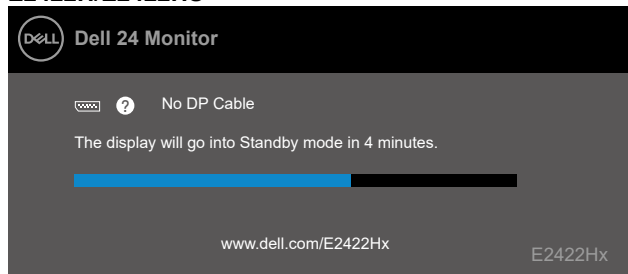 DELL Dell 24 Monitor
? No DP Cable
The display will go into Standby mode in 4 minutes.
www.dell.com/E2422Hx
E2422Hx